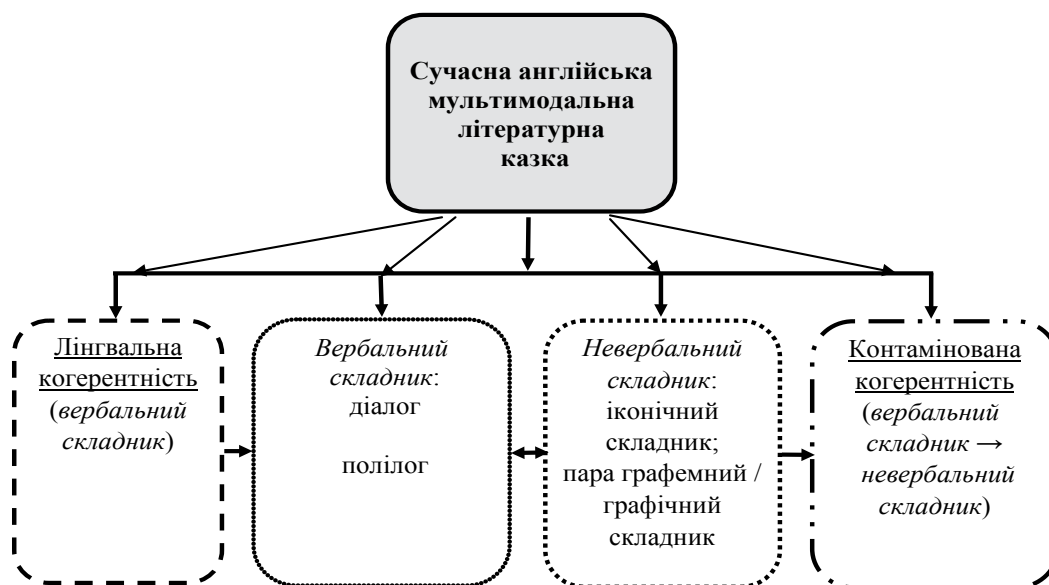 Сучасна англійська
мультимодальна
літературна
казка
Лінгвальна
когерентність
(вербальний
складник)
Вербальний
складник:
діалог
полілог
Невербальний
складник:
іконічний
складник;
пара графемний /
графічний
складник
Контамінована
когерентність
(вербальний
складник →
невербальний
складник)